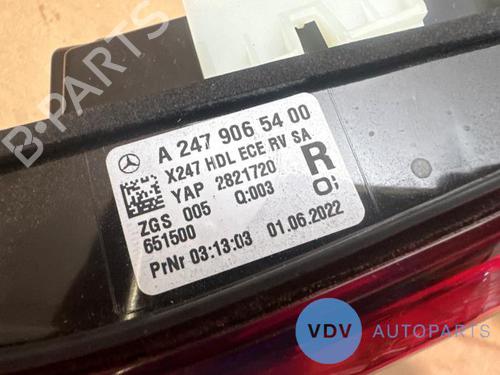 A 247 906 54 00
X247 HDL ECE RV SA
YAP 2821720
R
ZGS 005 Q:003
651500
PrNr 03:13:03 01.06.2022
VDV AUTOPARTS